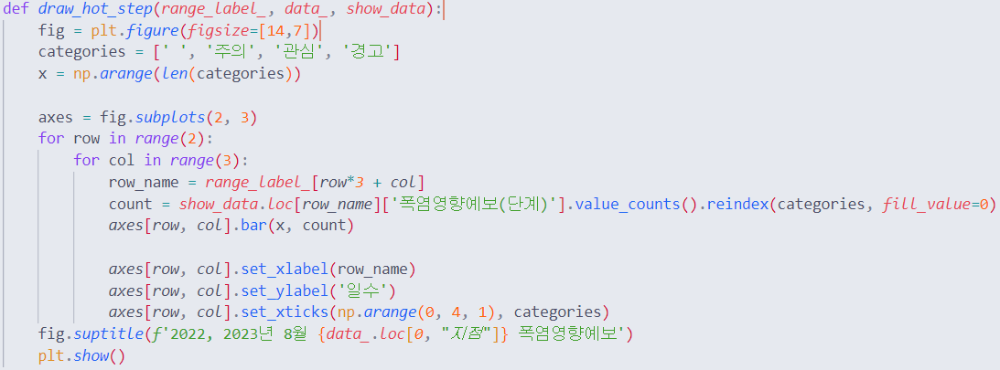 def draw_hot_step(range_label_, data_, show_data):
    fig = plt.figure(figsize=[14,7])
    categories = [' ', '주의', '관심', '경고']
    x = np.arange(len(categories))

    axes = fig.subplots(2, 3)
    for row in range(2):
        for col in range(3):
            row_name = range_label_[row*3 + col]
            count = show_data.loc[row_name]['폭염영향예보(단계)'].value_counts().reindex(categories, fill_value=0)
            axes[row, col].bar(x, count)

            axes[row, col].set_xlabel(row_name)
            axes[row, col].set_ylabel('일수')
            axes[row, col].set_xticks(np.arange(0, 4, 1), categories)
    fig.suptitle(f'2022, 2023년 8월 {data_.loc[0, "지점"]} 폭염영향예보')
    plt.show()